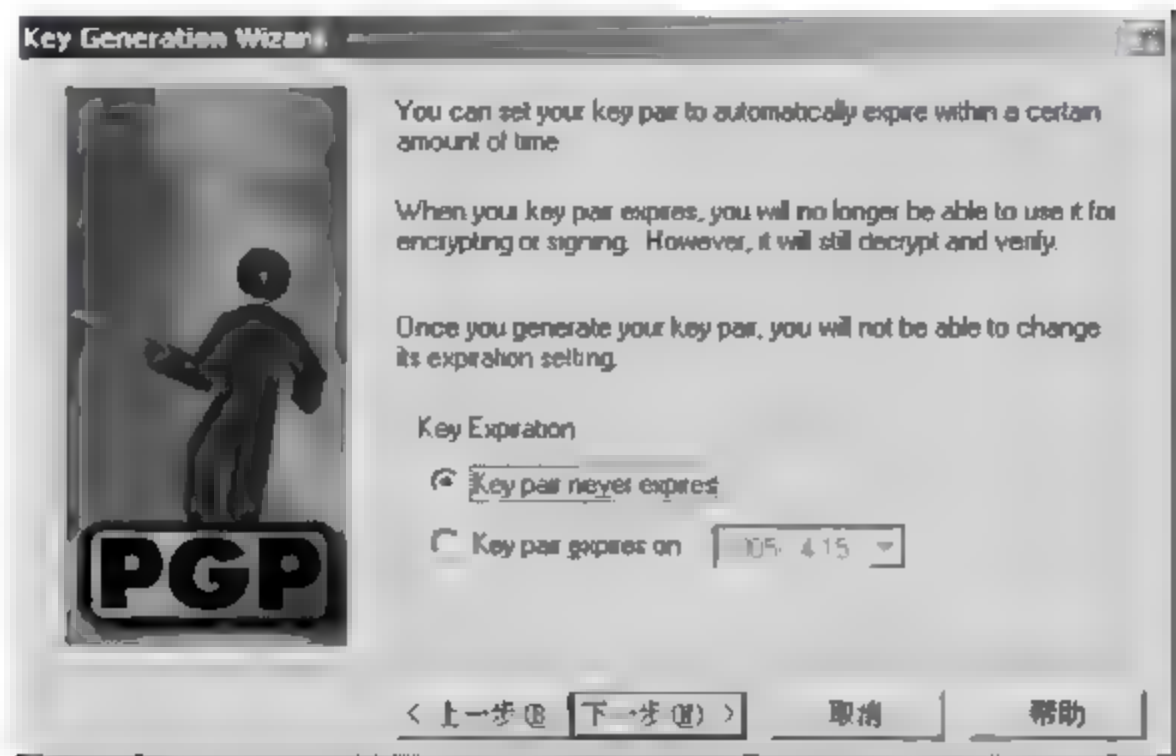 Key Generation Wizard
You can set your key pair to automatically expire within a certain
amount of time
When your key pair expires, you will no longer be able to use it for
encrypting or signing. However, it will still decrypt and verify.
Once you generate your key pair, you will not be able to change
its expiration setting.
Key Expiration
Key pair never expires
Key pair expires on
PGP
< 上一步(B 下一步(N) > 取消 帮助